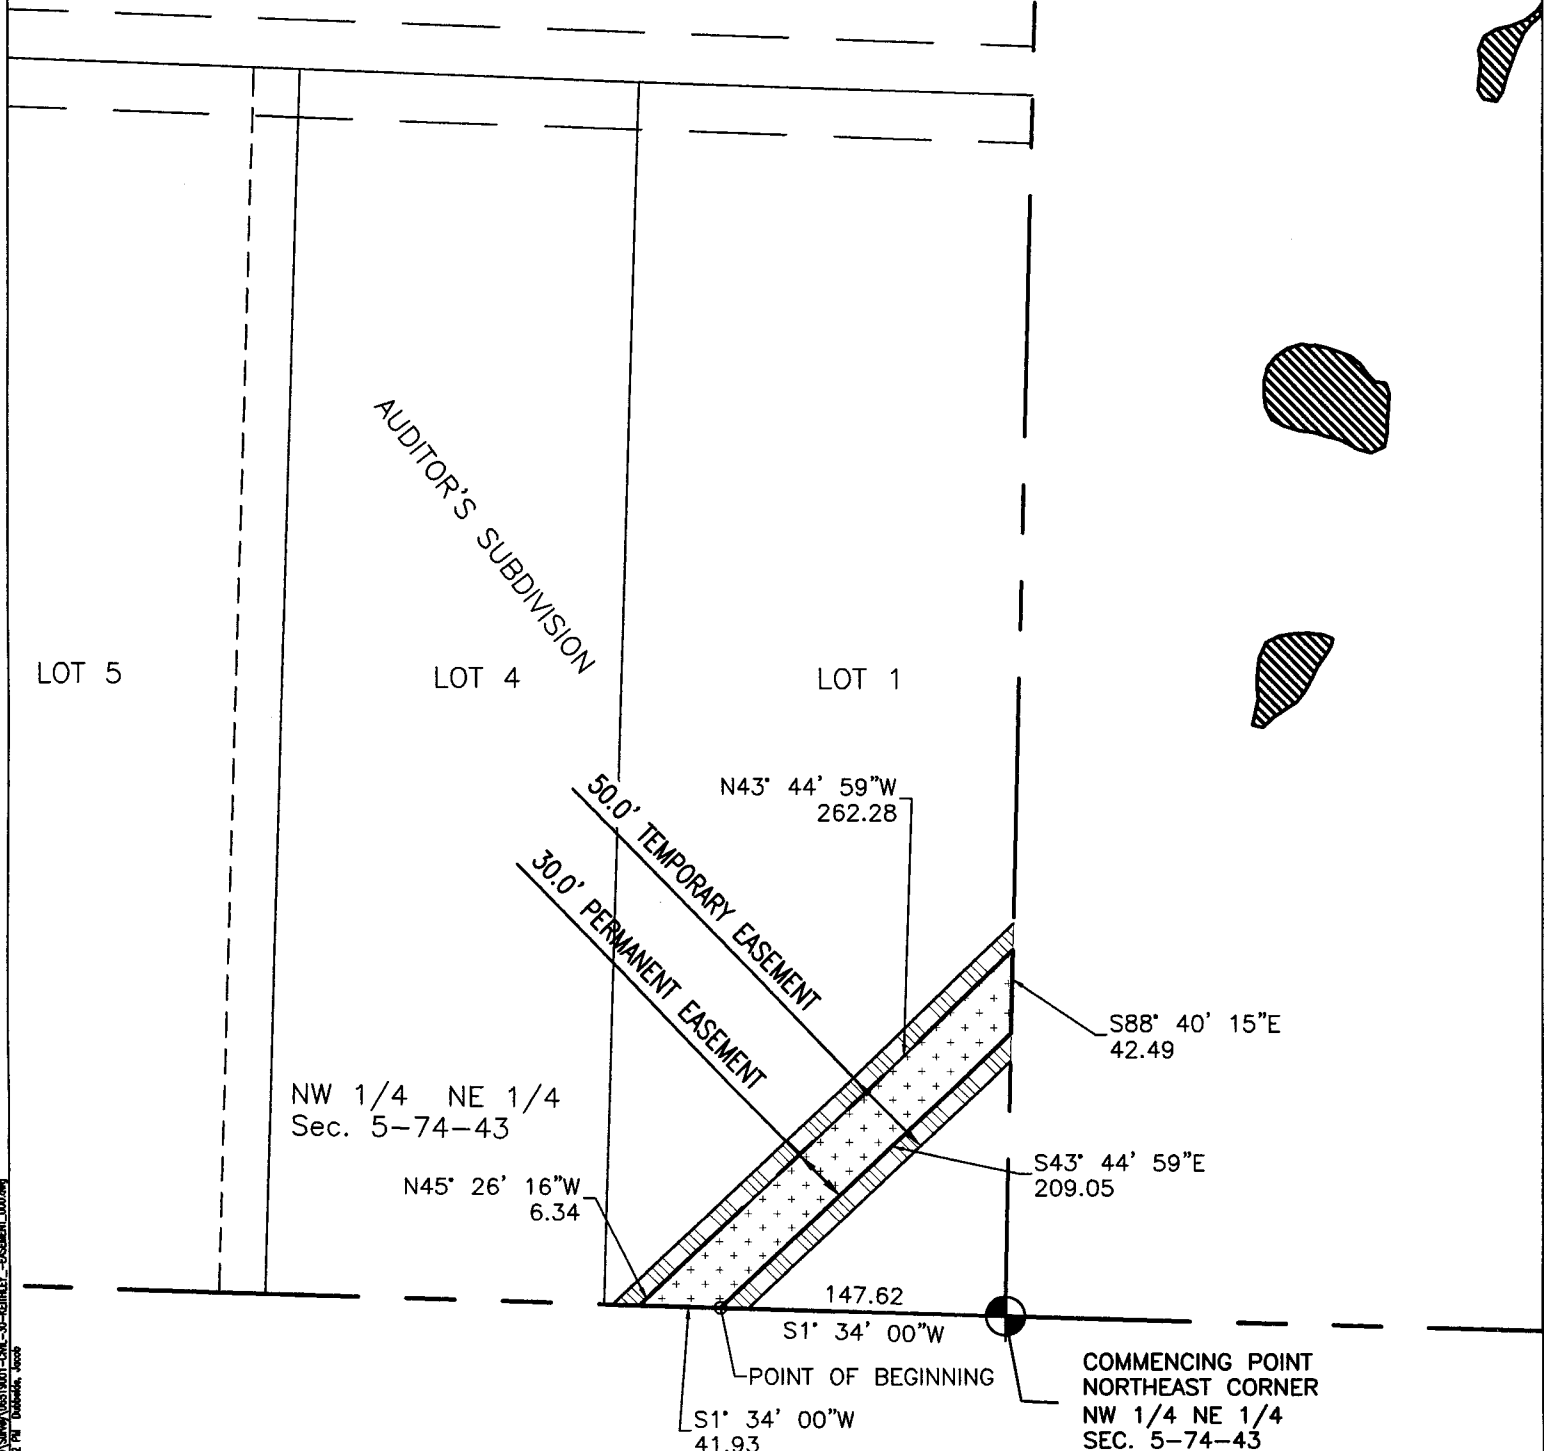 AUDITOR'S SUBDIVISION
LOT 5
LOT 4
LOT 1
N43° 44' 59"W
262.28
50.0' TEMPORARY EASEMENT
30.0' PERMANENT EASEMENT
S88° 40' 15"E
42.49
NW 1/4 NE 1/4
Sec. 5-74-43
S43° 44' 59"E
209.05
N45° 26' 16"W
6.34
147.62
S1° 34' 00"W
POINT OF BEGINNING
S1° 34' 00"W
41.93
COMMENCING POINT
NORTHEAST CORNER
NW 1/4 NE 1/4
SEC. 5-74-43